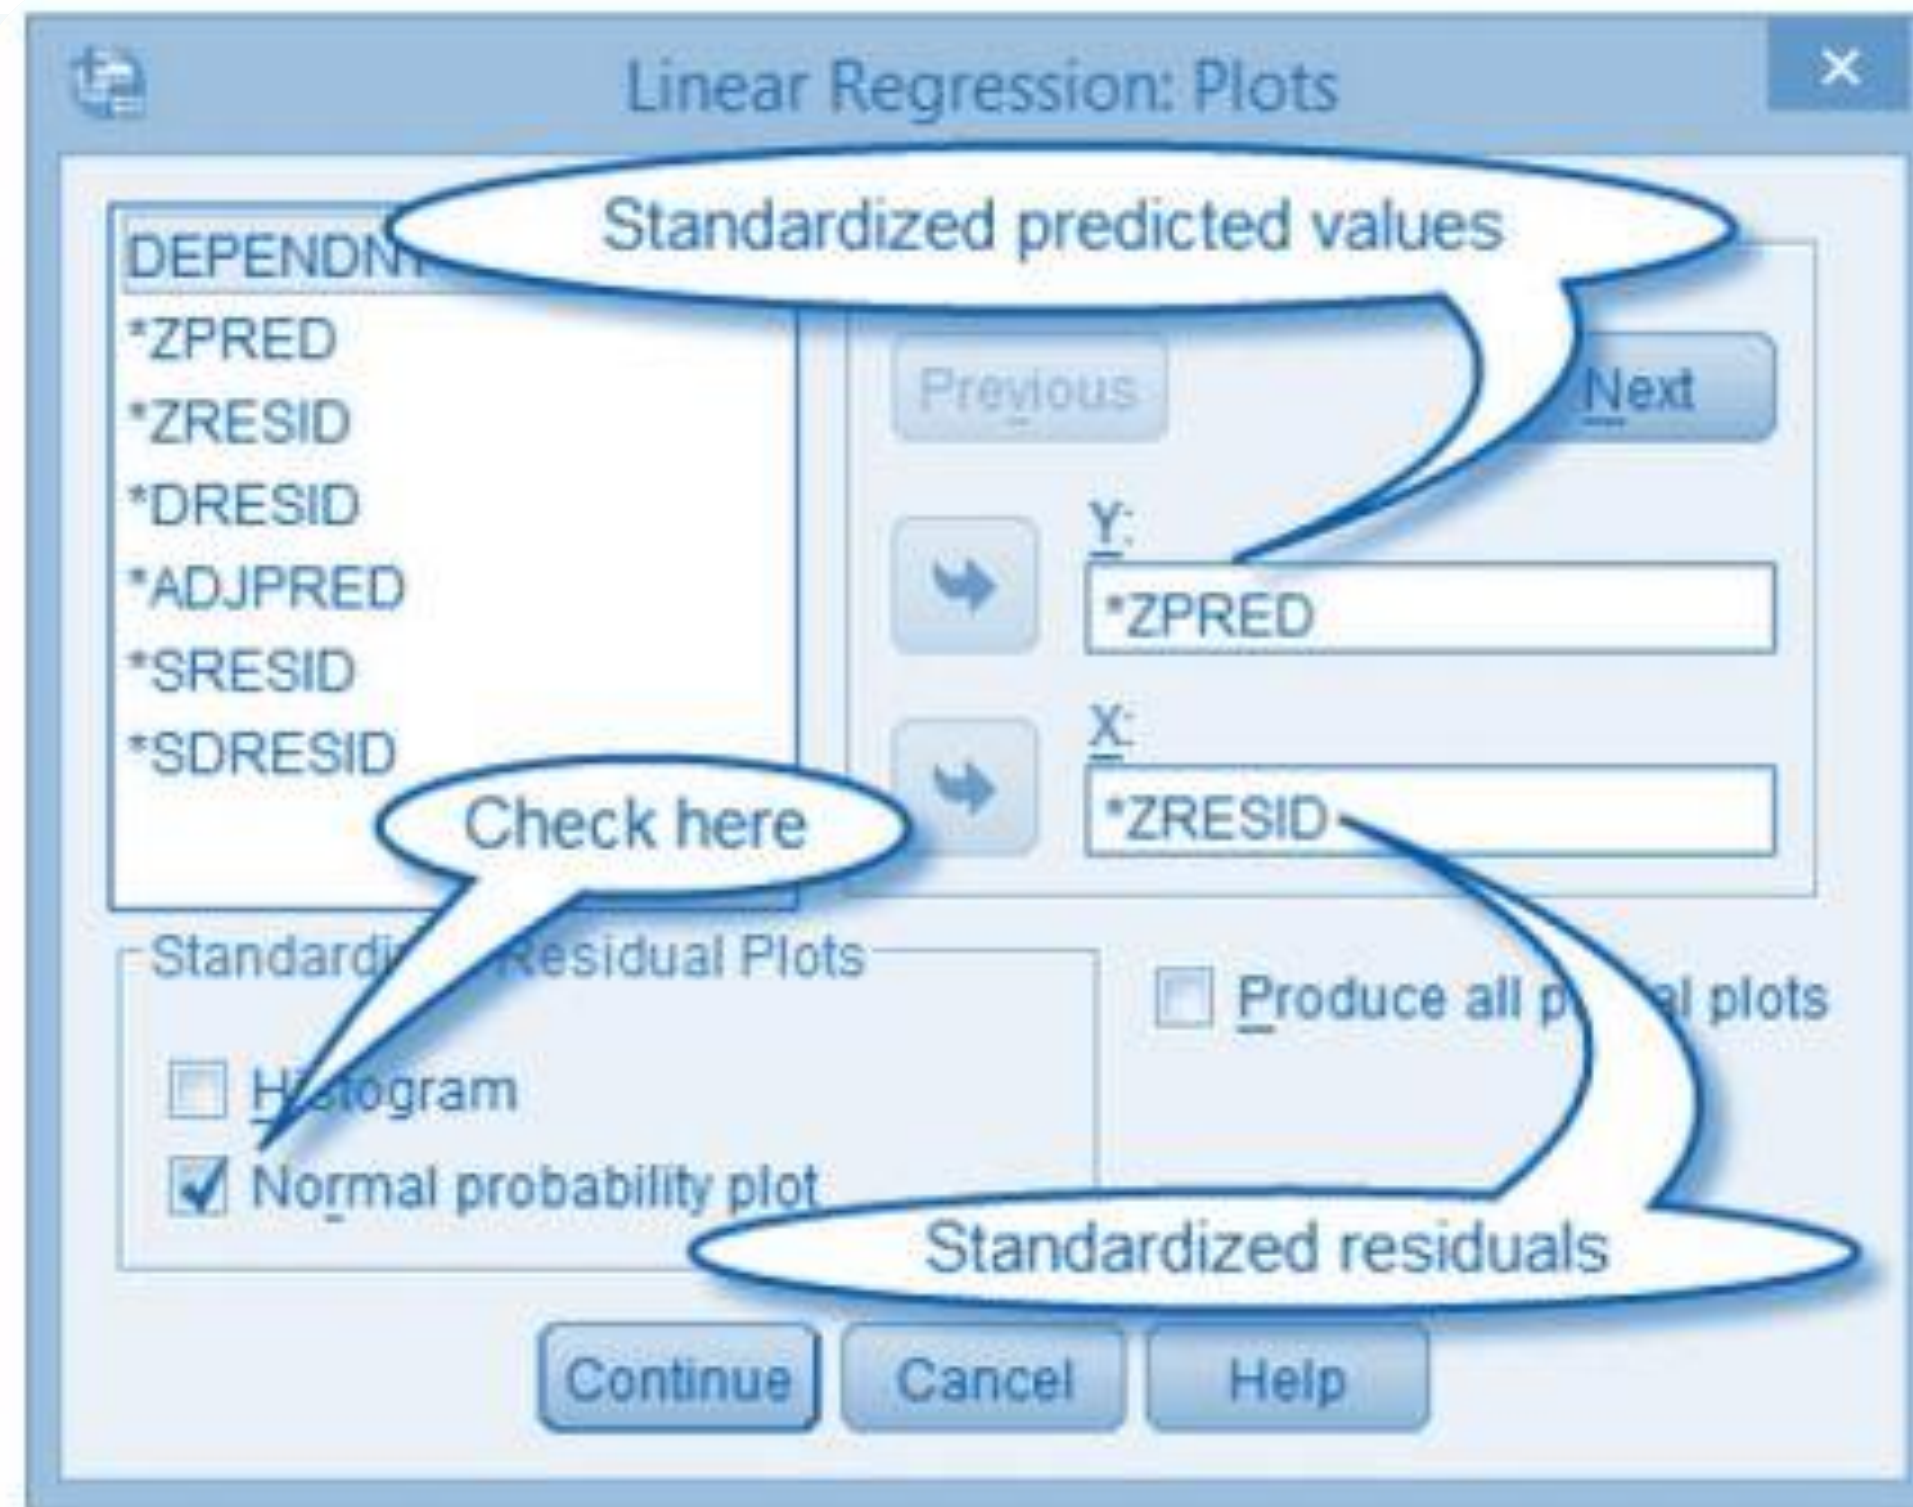 Linear Regression: Plots
Standardized predicted values
DEPENDNT
*ZPRED
*ZRESID
*DRESID
*ADJPRED
*SRESID
*SDRESID
Previous
Next
Y:
*ZPRED
X:
*ZRESID
Check here
Residual Plots
Produce all plots
Histogram
Normal probability plot
Standardized residuals
Continue Cancel Help